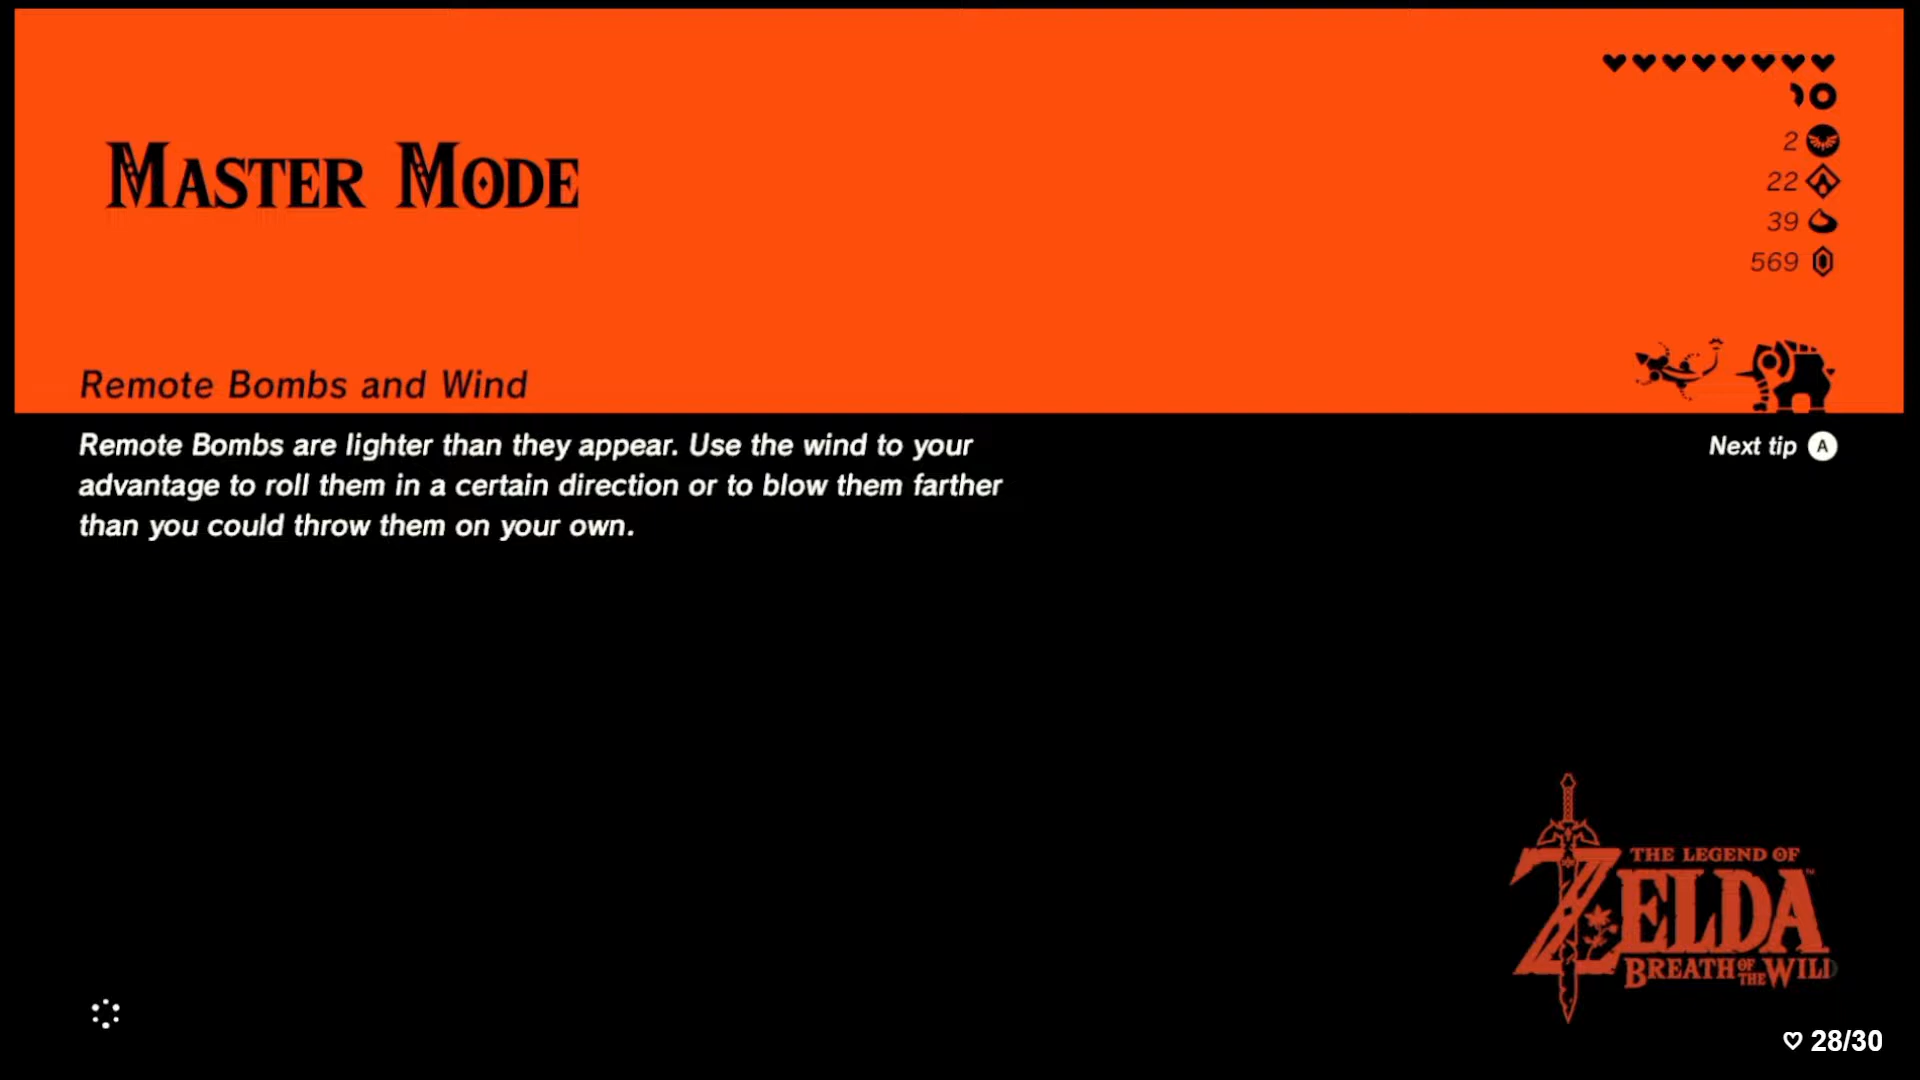 MASTER MODE
2
22
39
569
Remote Bombs and Wind
Remote Bombs are lighter than they appear. Use the wind to your
advantage to roll them in a certain direction or to blow them farther
than you could throw them on your own.
Next tip A
THE LEGEND OF
ZELDA™
BREATH OF THE WILD
28/30